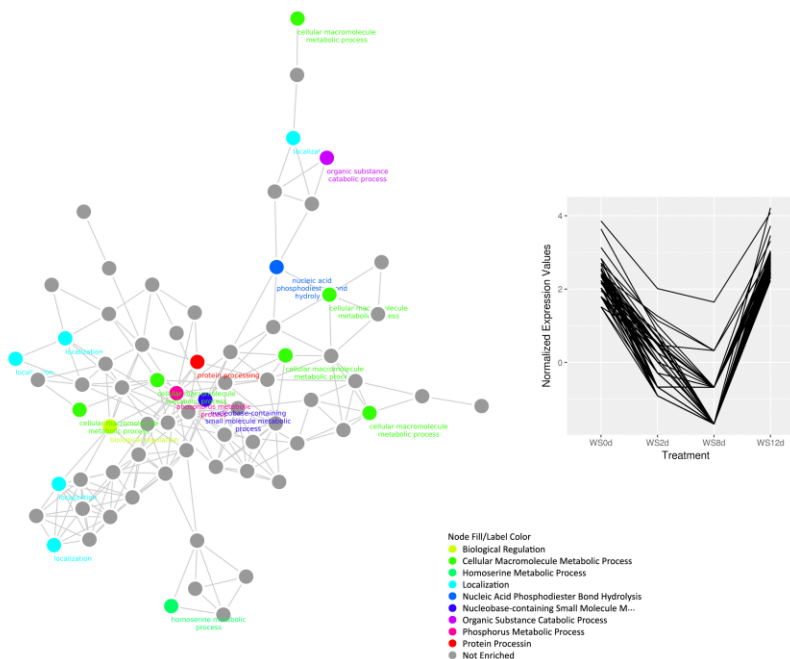 cellular macromolecule
metabolic process
organic substance
catabolic process
nucleic acid
cellular macromolecule
localization
protein processing
cellular macromolecule
nucleobase-containing
small molecule metabolic
process
cellular macromolecule
metabolic process
cellular macromolecule
metabolic process
localization
localization
homoserine metabolic
process
4
2
0
Normalized Expression Values
WS0d
WS2d
WS8d
WS12d
Treatment
Node Fill/Label Color
Biological Regulation
Cellular Macromolecule Metabolic Process
Homoserine Metabolic Process
Localization
Nucleic Acid Phosphodiester Bond Hydrolysis
Nucleobase-containing Small Molecule M...
Organic Substance Catabolic Process
Phosphorus Metabolic Process
Protein Processin
Not Enriched